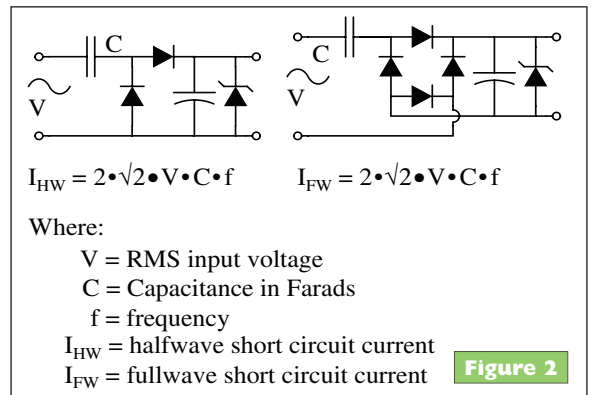 C
V
C
V
I_HW = 2•√2•V•C•f
I_FW = 2•√2•V•C•f
Where:
V = RMS input voltage
C = Capacitance in Farads
f = frequency
I_HW = halfwave short circuit current
I_FW = fullwave short circuit current
Figure 2